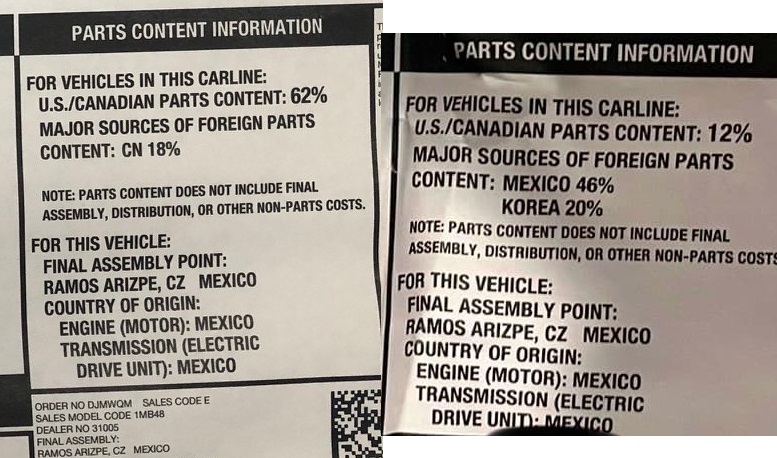 PARTS CONTENT INFORMATION
FOR VEHICLES IN THIS CARLINE:
U.S./CANADIAN PARTS CONTENT: 62%
MAJOR SOURCES OF FOREIGN PARTS
CONTENT: CN 18%
NOTE: PARTS CONTENT DOES NOT INCLUDE FINAL
ASSEMBLY, DISTRIBUTION, OR OTHER NON-PARTS COSTS.
FOR THIS VEHICLE:
FINAL ASSEMBLY POINT:
RAMOS ARIZPE, CZ MEXICO
COUNTRY OF ORIGIN:
ENGINE (MOTOR): MEXICO
TRANSMISSION (ELECTRIC
DRIVE UNIT): MEXICO
ORDER NO DJMWQM SALES CODE E
SALES MODEL CODE 1MB48
DEALER NO 31005
FINAL ASSEMBLY:
RAMOS ARIZPE, CZ MEXICO
PARTS CONTENT INFORMATION
FOR VEHICLES IN THIS CARLINE:
U.S./CANADIAN PARTS CONTENT: 12%
MAJOR SOURCES OF FOREIGN PARTS
CONTENT: MEXICO 46%
KOREA 20%
NOTE: PARTS CONTENT DOES NOT INCLUDE FINAL
ASSEMBLY, DISTRIBUTION, OR OTHER NON-PARTS COSTS
FOR THIS VEHICLE:
FINAL ASSEMBLY POINT:
RAMOS ARIZPE, CZ MEXICO
COUNTRY OF ORIGIN:
ENGINE (MOTOR): MEXICO
TRANSMISSION (ELECTRIC
DRIVE UNIT): MEXICO